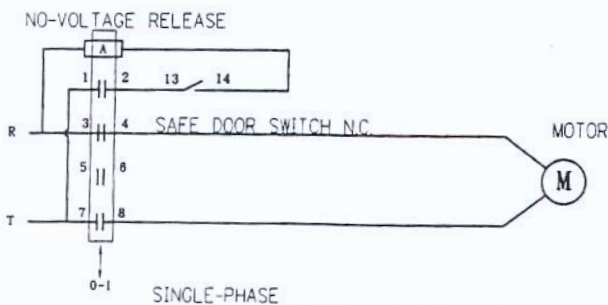 NO-VOLTAGE RELEASE
A
1 2 13 14
R 3 4 SAFE DOOR SWITCH N.C. MOTOR
5 6 M
T 7 8
0-1
SINGLE-PHASE